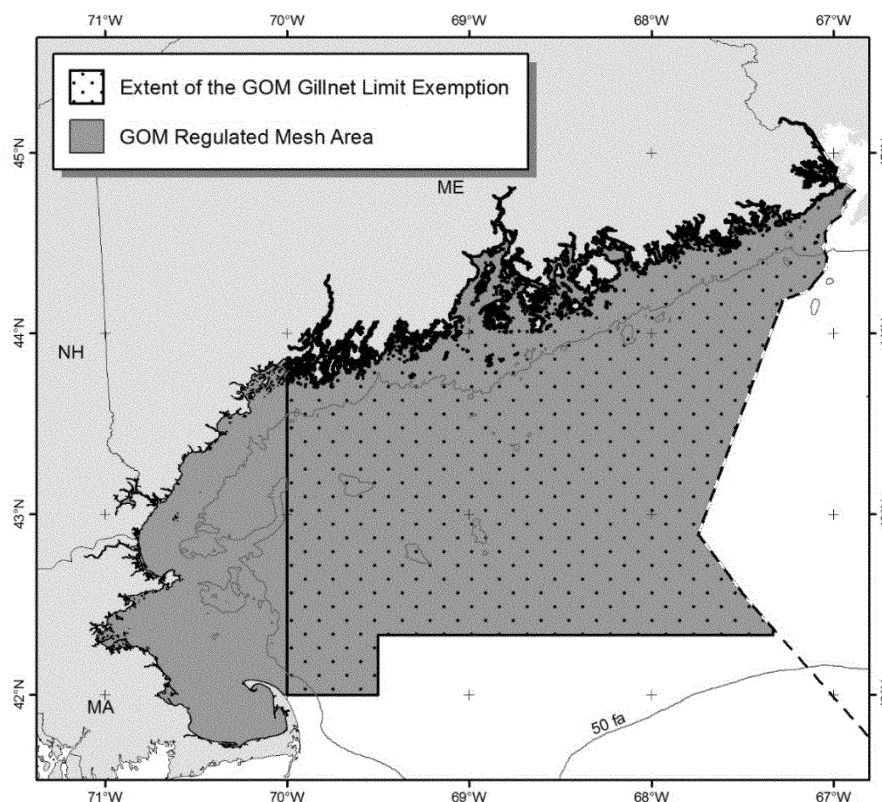 71°W 70°W 69°W 68°W 67°W
Extent of the GOM Gillnet Limit Exemption
GOM Regulated Mesh Area
45°N
ME
44°N
NH
43°N
42°N
MA
50 fa
71°W 70°W 69°W 68°W 67°W